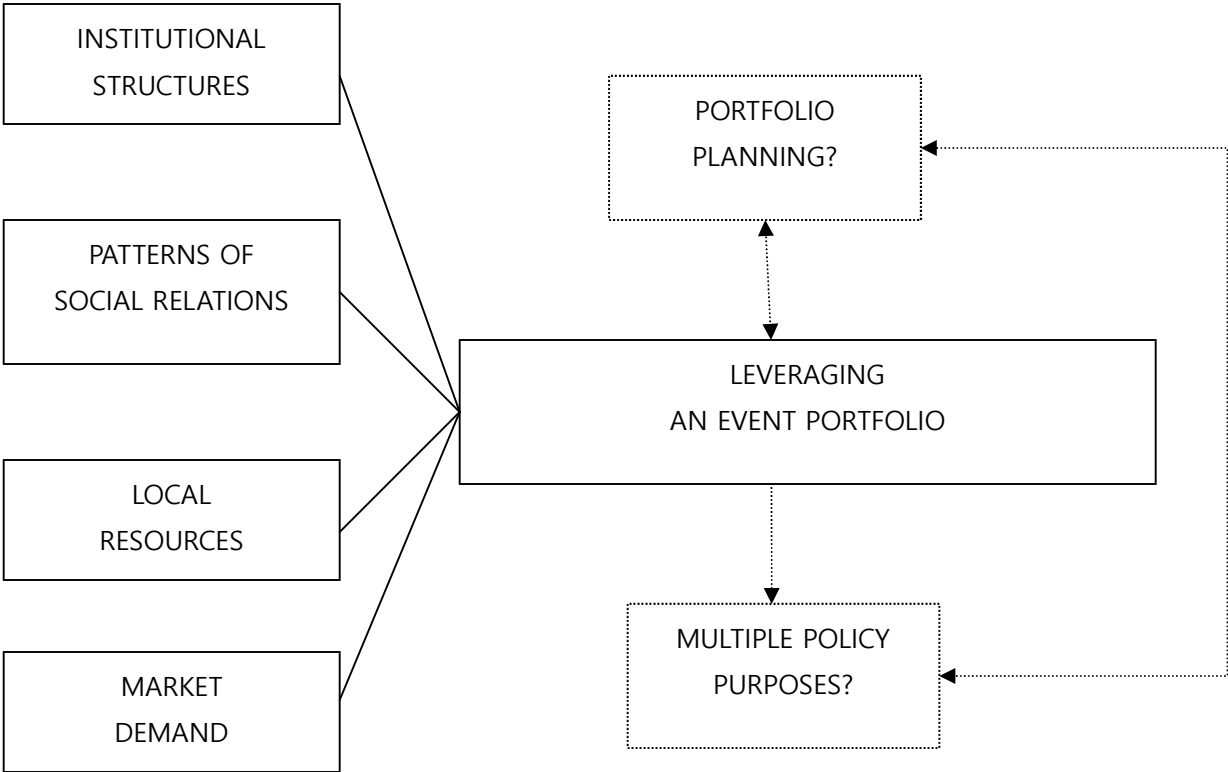 INSTITUTIONAL
STRUCTURES
PATTERNS OF
SOCIAL RELATIONS
LOCAL
RESOURCES
MARKET
DEMAND
PORTFOLIO
PLANNING?
LEVERAGING
AN EVENT PORTFOLIO
MULTIPLE POLICY
PURPOSES?